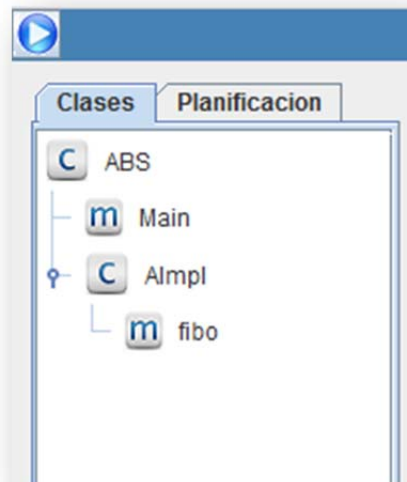 Clases Planificacion
C ABS
m Main
C AImpl
m fibo